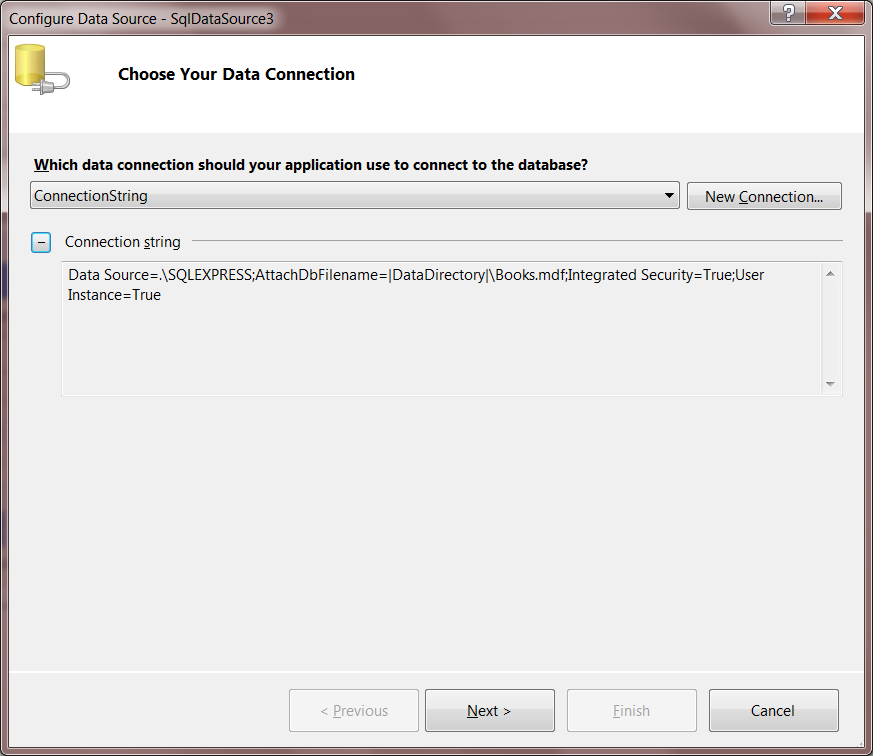 Configure Data Source - SqlDataSource3
Choose Your Data Connection
Which data connection should your application use to connect to the database?
ConnectionString
New Connection...
Connection string
Data Source=.\SQLEXPRESS;AttachDbFilename=|DataDirectory|\Books.mdf;Integrated Security=True;User
Instance=True
< Previous
Next >
Finish
Cancel